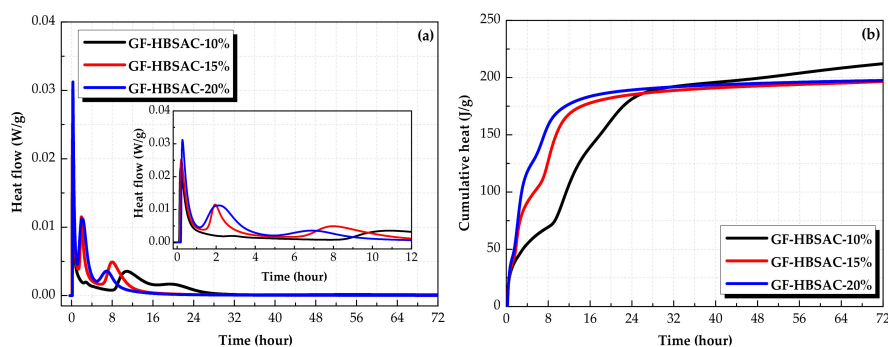 (a)
GF-HBSAC-10%
GF-HBSAC-15%
GF-HBSAC-20%
Heat flow (W/g)
0.04
0.03
0.02
0.01
0.00
0 8 16 24 32 40 48 56 64 72
Time (hour)
Heat flow (W/g)
0.04
0.03
0.02
0.01
0.00
0 2 4 6 8 10 12
Time (hour)
(b)
Cumulative heat (J/g)
250
200
150
100
50
0
GF-HBSAC-10%
GF-HBSAC-15%
GF-HBSAC-20%
0 8 16 24 32 40 48 56 64 72
Time (hour)